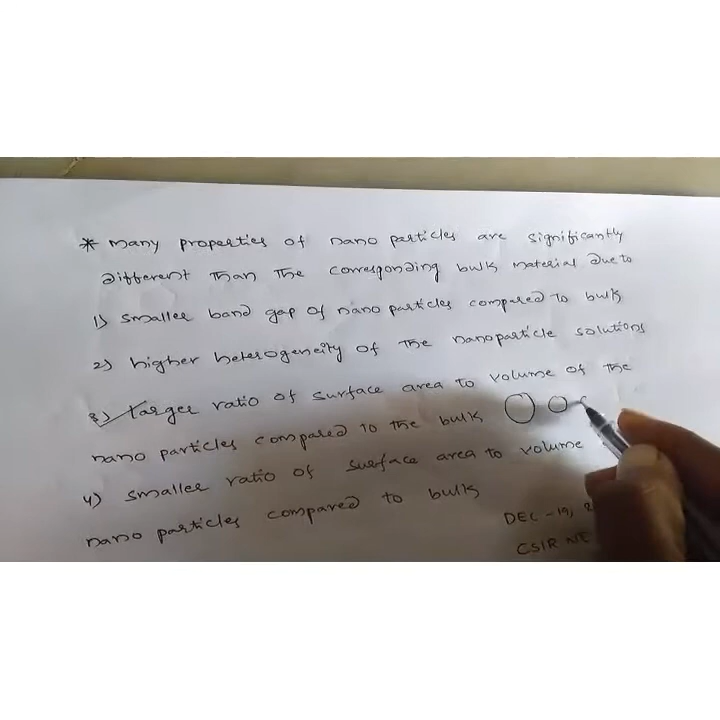 * Many properties of nano particles are significantly
different than the corresponding bulk material due to
1) smaller band gap of nano particles compared to bulk
2) higher heterogeneity of the nanoparticle solutions
3) larger ratio of surface area to volume of the
nano particles compared to the bulk
4) smaller ratio of surface area to volume
nano particles compared to bulk
DEC - 19,
CSIR NE